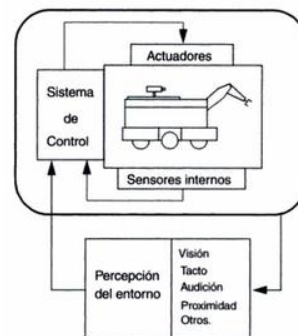 Actuadores
Sistema
de
Control
Sensores internos
Percepción
del entorno
Visión
Tacto
Audición
Proximidad
Otros.